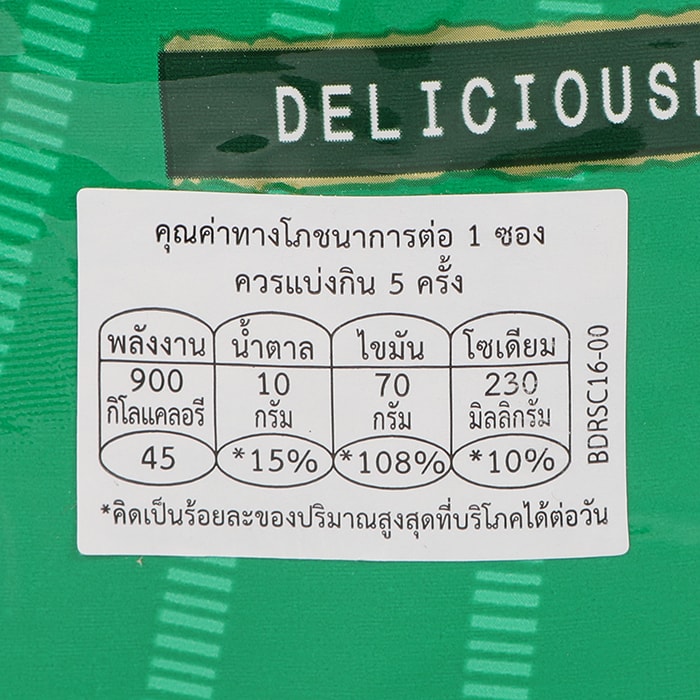 DELICIOUS
คุณค่าทางโภชนาการต่อ 1 ซอง
ควรแบ่งกิน 5 ครั้ง
พลังงาน น้ำตาล ไขมัน โซเดียม
900 10 70 230
กิโลแคลอรี กรัม กรัม มิลลิกรัม
45 *15% *108% *10%
*คิดเป็นร้อยละของปริมาณสูงสุดที่บริโภคได้ต่อวัน
BDRSC16-00